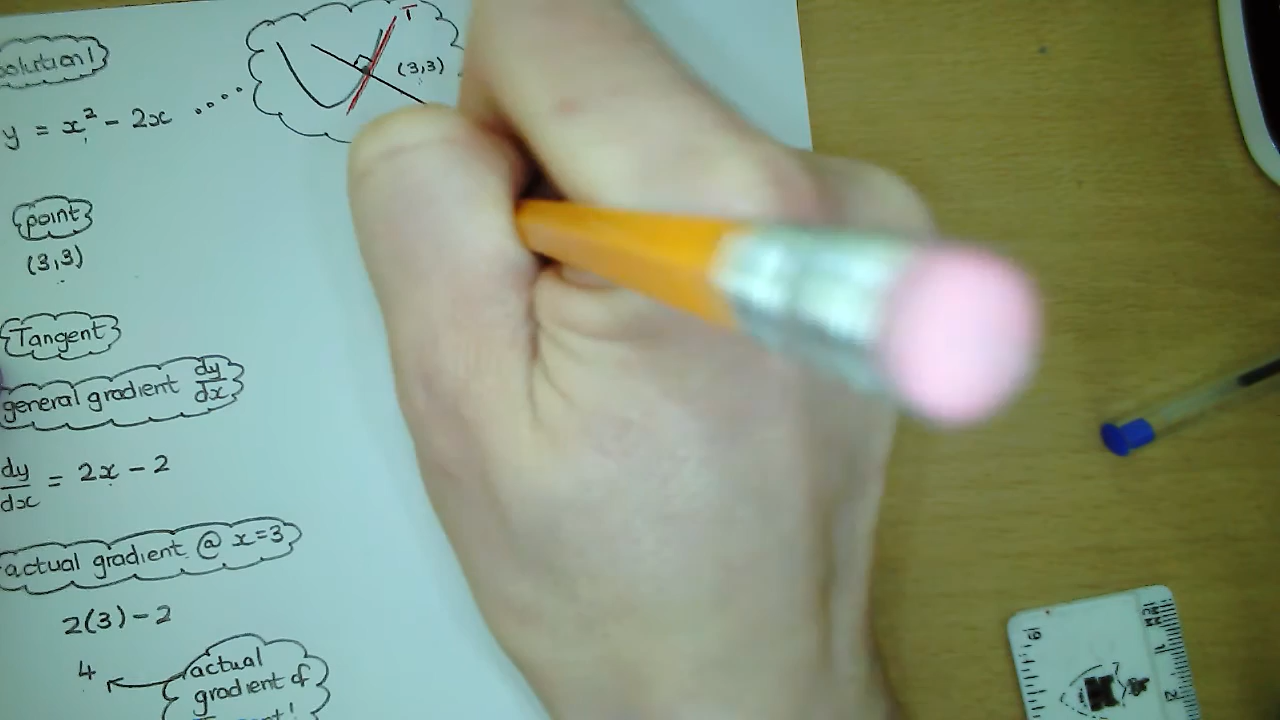 solution!
T
(3,3)
y = x² - 2x ....
point
(3,3)
Tangent
general gradient dy/dx
dy/dx = 2x - 2
actual gradient @ x=3
2(3) - 2
4
actual
gradient of